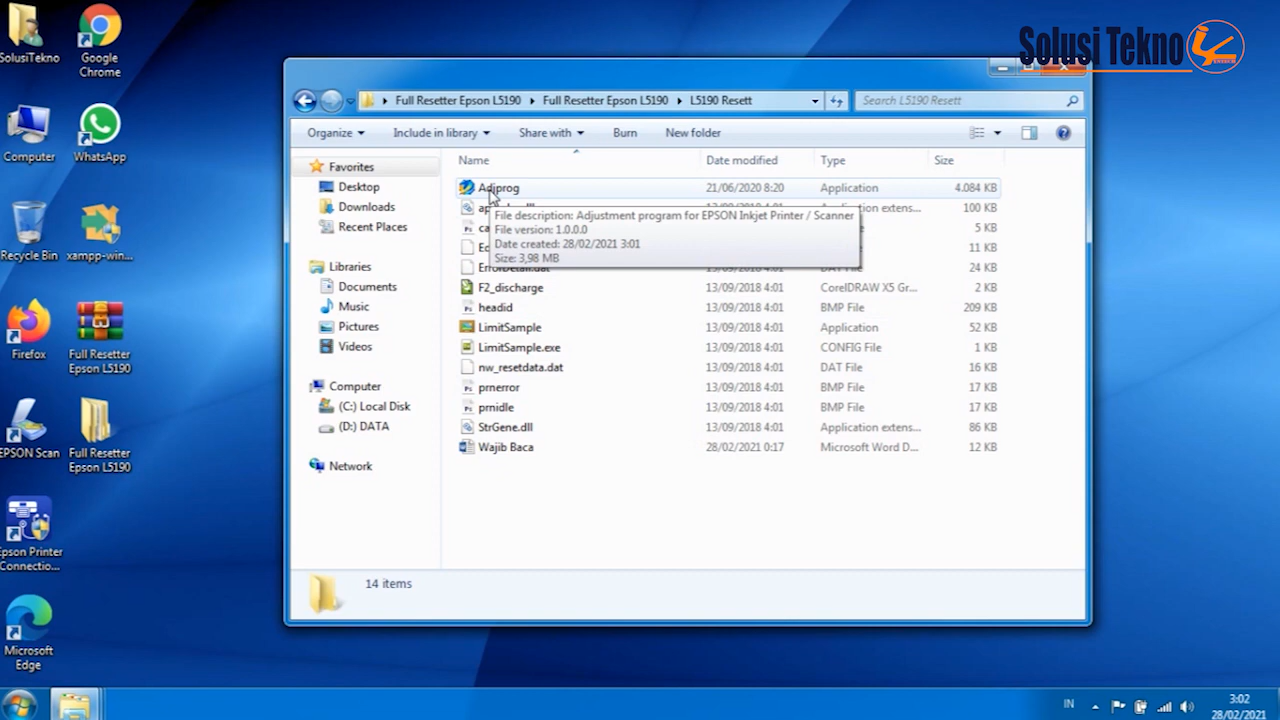 Solusi Tekno
SolusiTekno
Google Chrome
Computer
WhatsApp
Recycle Bin
xampp-win...
Firefox
Full Resetter Epson L5190
EPSON Scan
Full Resetter Epson L5190
Epson Printer Connectio...
Microsoft Edge
Full Resetter Epson L5190
Full Resetter Epson L5190
L5190 Resett
Search L5190 Resett
Organize
Include in library
Share with
Burn
New folder
Favorites
Desktop
Downloads
Recent Places
Libraries
Documents
Music
Pictures
Videos
Computer
(C:) Local Disk
(D:) DATA
Network
Name Date modified Type Size
Adjprog 21/06/2020 8:20 Application 4.084 KB
Application extens... 100 KB
File description: Adjustment program for EPSON Inkjet Printer / Scanner
File version: 1.0.0.0
Date created: 28/02/2021 3:01
Size: 3,98 MB
5 KB
11 KB
ErrorDetail.dat 13/09/2018 4:01 DAT File 24 KB
F2_discharge 13/09/2018 4:01 CorelDRAW X5 Gr... 2 KB
headid 13/09/2018 4:01 BMP File 209 KB
LimitSample 13/09/2018 4:01 Application 52 KB
LimitSample.exe 13/09/2018 4:01 CONFIG File 1 KB
nw_resetdata.dat 13/09/2018 4:01 DAT File 16 KB
prnerror 13/09/2018 4:01 BMP File 17 KB
prnidle 13/09/2018 4:01 BMP File 17 KB
StrGene.dll 13/09/2018 4:01 Application extens... 86 KB
Wajib Baca 28/02/2021 0:17 Microsoft Word D... 12 KB
14 items
IN
3:02
28/02/2021